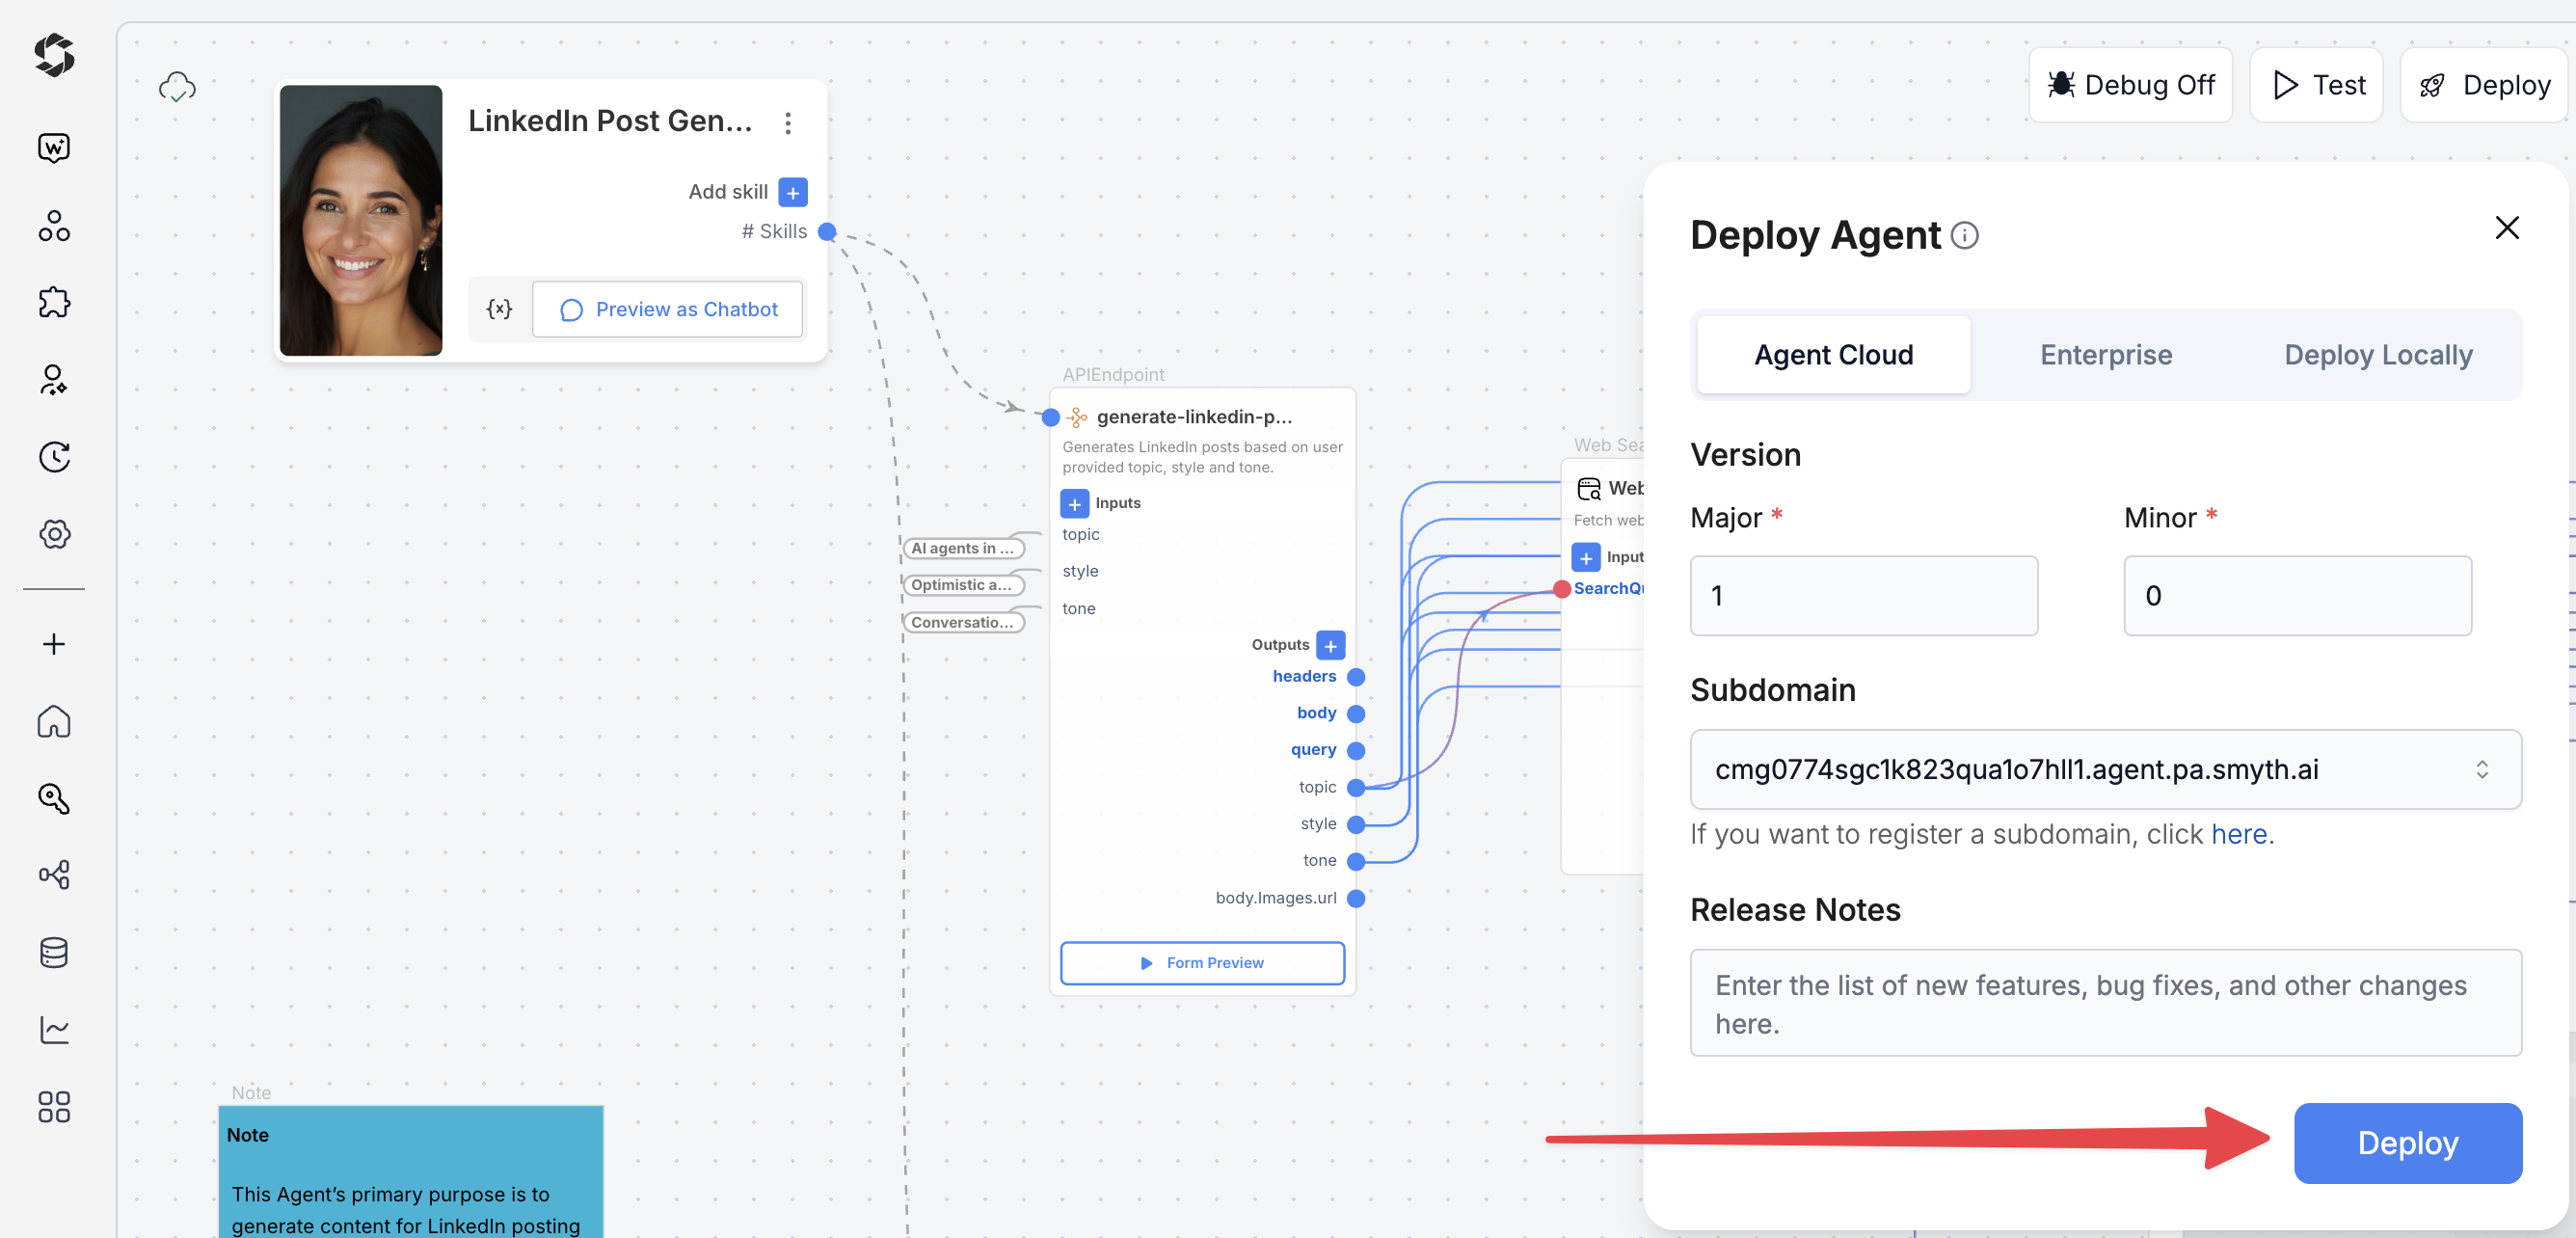 Debug Off
Test
Deploy
LinkedIn Post Gen...
Add skill
# Skills
{x}
Preview as Chatbot
APIEndpoint
generate-linkedin-p...
Generates LinkedIn posts based on user
provided topic, style and tone.
Inputs
topic
style
tone
AI agents in ...
Optimistic a...
Conversatio...
Outputs
headers
body
query
topic
style
tone
body.Images.url
Form Preview
Web Sea
Web
Fetch web
Input
SearchQu
Note
Note
This Agent's primary purpose is to
generate content for LinkedIn posting
Deploy Agent
Agent Cloud
Enterprise
Deploy Locally
Version
Major *
Minor *
1
0
Subdomain
cmg0774sgc1k823qua1o7hll1.agent.pa.smyth.ai
If you want to register a subdomain, click here.
Release Notes
Enter the list of new features, bug fixes, and other changes
here.
Deploy